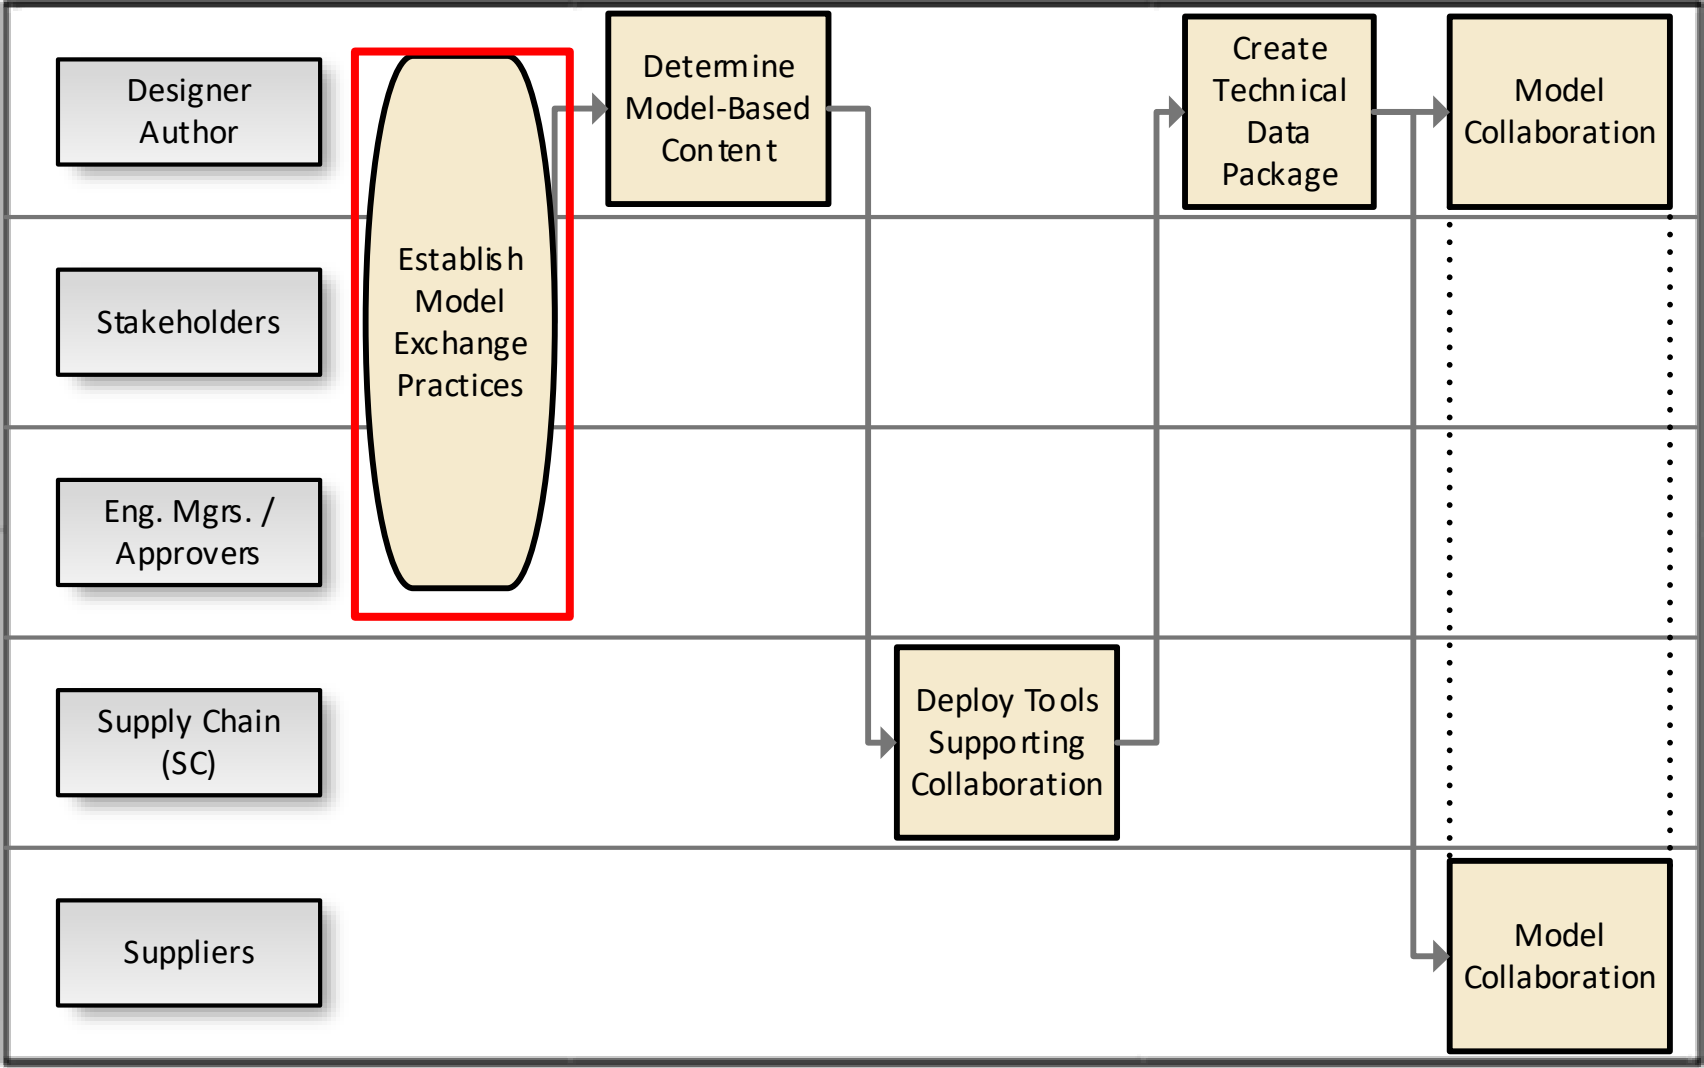 Designer
Author
Establish
Model
Exchange
Practices
Determine
Model-Based
Content
Create
Technical
Data
Package
Model
Collaboration
Stakeholders
Eng. Mgrs. /
Approvers
Supply Chain
(SC)
Deploy Tools
Supporting
Collaboration
Suppliers
Model
Collaboration